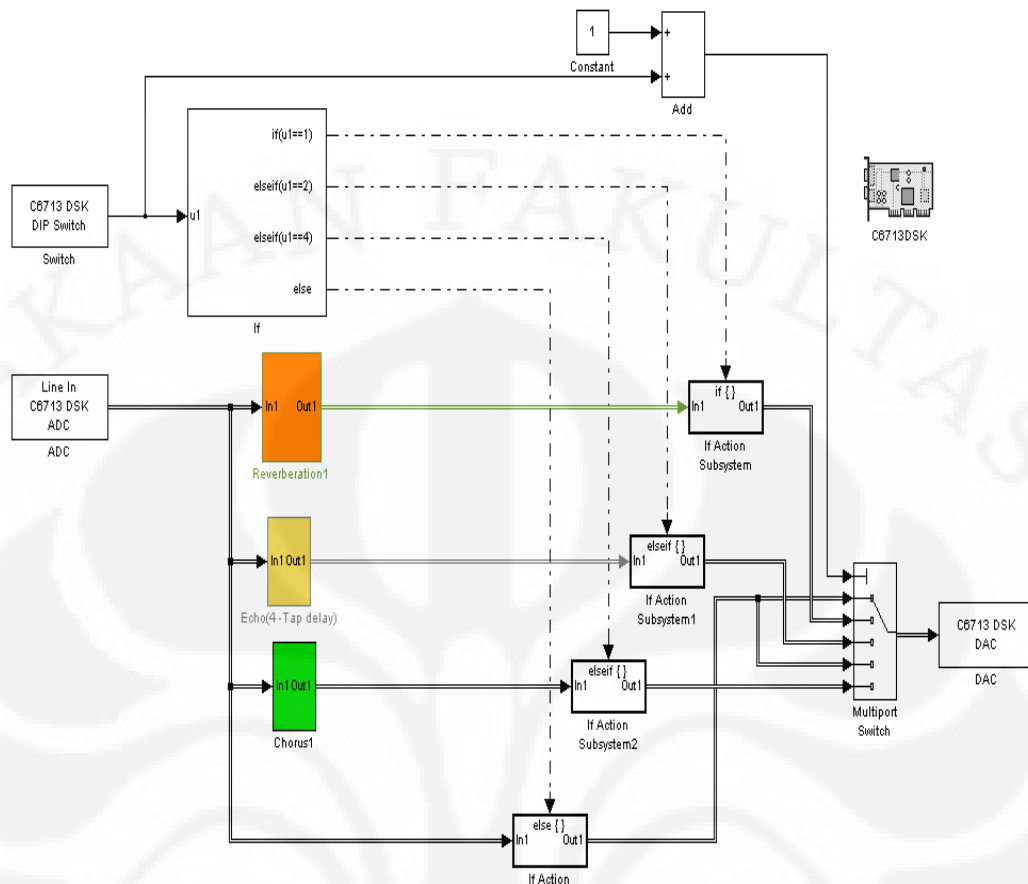 1
+
+
Constant
Add
if(u1==1)
elseif(u1==2)
elseif(u1==4)
else
u1
If
C6713 DSK
DIP Switch
Switch
C6713DSK
Line In
C6713 DSK
ADC
ADC
In1 Out1
Reverberation1
if { }
In1 Out1
If Action
Subsystem
In1 Out1
Echo(4-Tap delay)
elseif { }
In1 Out1
If Action
Subsystem1
In1 Out1
Chorus1
elseif { }
In1 Out1
If Action
Subsystem2
Multiport
Switch
C6713 DSK
DAC
DAC
else { }
In1 Out1
If Action
KAAN FAKULTAS